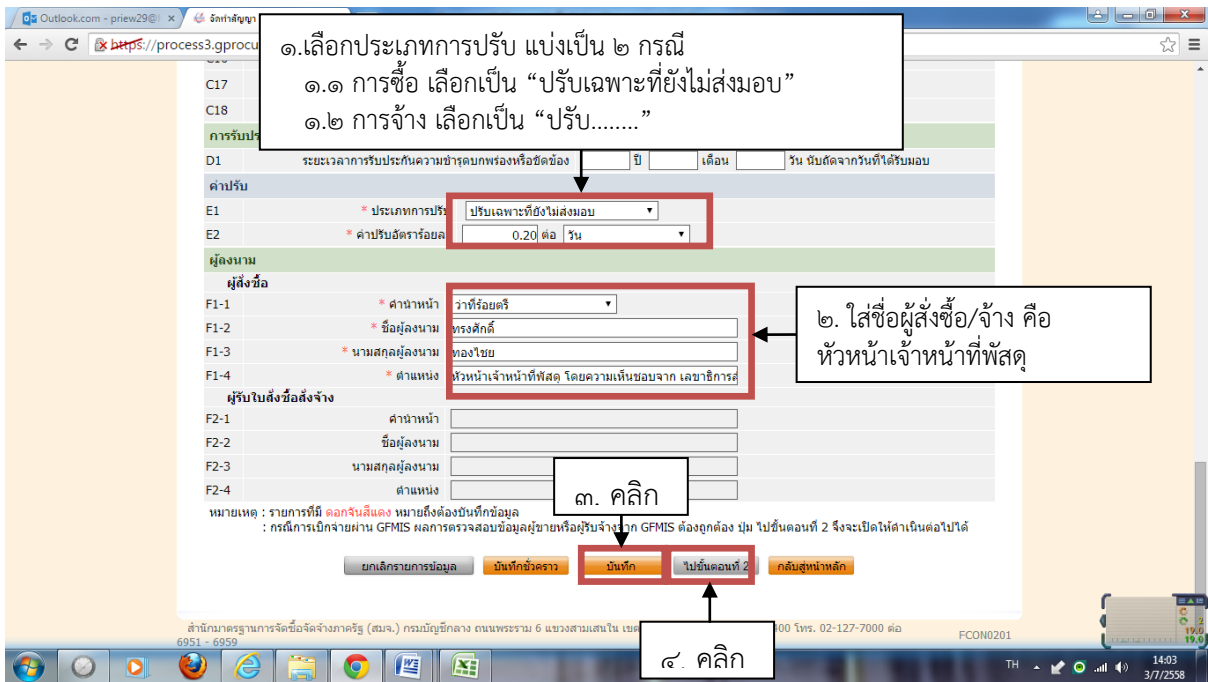 Outlook.com - priew29@
จัดทำสัญญา
https://process3.gprocu
๑.เลือกประเภทการปรับ แบ่งเป็น ๒ กรณี
๑.๑ การซื้อ เลือกเป็น “ปรับเฉพาะที่ยังไม่ส่งมอบ”
๑.๒ การจ้าง เลือกเป็น “ปรับ........”
C17
C18
การรับปร
D1 ระยะเวลาการรับประกันความชำรุดบกพร่องหรือขัดข้อง ปี เดือน วัน นับถัดจากวันที่ได้รับมอบ
ค่าปรับ
E1 * ประเภทการปรับ ปรับเฉพาะที่ยังไม่ส่งมอบ
E2 * ค่าปรับอัตราร้อยละ 0.20 ต่อ วัน
ผู้ลงนาม
ผู้สั่งซื้อ
F1-1 * คำนำหน้า ว่าที่ร้อยตรี
F1-2 * ชื่อผู้ลงนาม ทรงศักดิ์
F1-3 * นามสกุลผู้ลงนาม ทองไชย
F1-4 * ตำแหน่ง หัวหน้าเจ้าหน้าที่พัสดุ โดยความเห็นชอบจาก เลขาธิการส
๒. ใส่ชื่อผู้สั่งซื้อ/จ้าง คือ
หัวหน้าเจ้าหน้าที่พัสดุ
ผู้รับใบสั่งซื้อสั่งจ้าง
F2-1 คำนำหน้า
F2-2 ชื่อผู้ลงนาม
F2-3 นามสกุลผู้ลงนาม
F2-4 ตำแหน่ง
๓. คลิก
หมายเหตุ : รายการที่มี ดอกจันสีแดง หมายถึงต้องบันทึกข้อมูล
: กรณีการเบิกจ่ายผ่าน GFMIS ผลการตรวจสอบข้อมูลผู้ขายหรือผู้รับจ้างจาก GFMIS ต้องถูกต้อง ปุ่ม ไปขั้นตอนที่ 2 จึงจะเปิดให้ดำเนินต่อไปได้
ยกเลิกรายการข้อมูล บันทึกชั่วคราว บันทึก ไปขั้นตอนที่ 2 กลับสู่หน้าหลัก
สำนักมาตรฐานการจัดซื้อจัดจ้างภาครัฐ (สมจ.) กรมบัญชีกลาง ถนนพระราม 6 แขวงสามเสนใน เขต 400 โทร. 02-127-7000 ต่อ
6951 - 6959
FCON0201
๔. คลิก
19.0
19.0
TH
14:03
3/7/2558